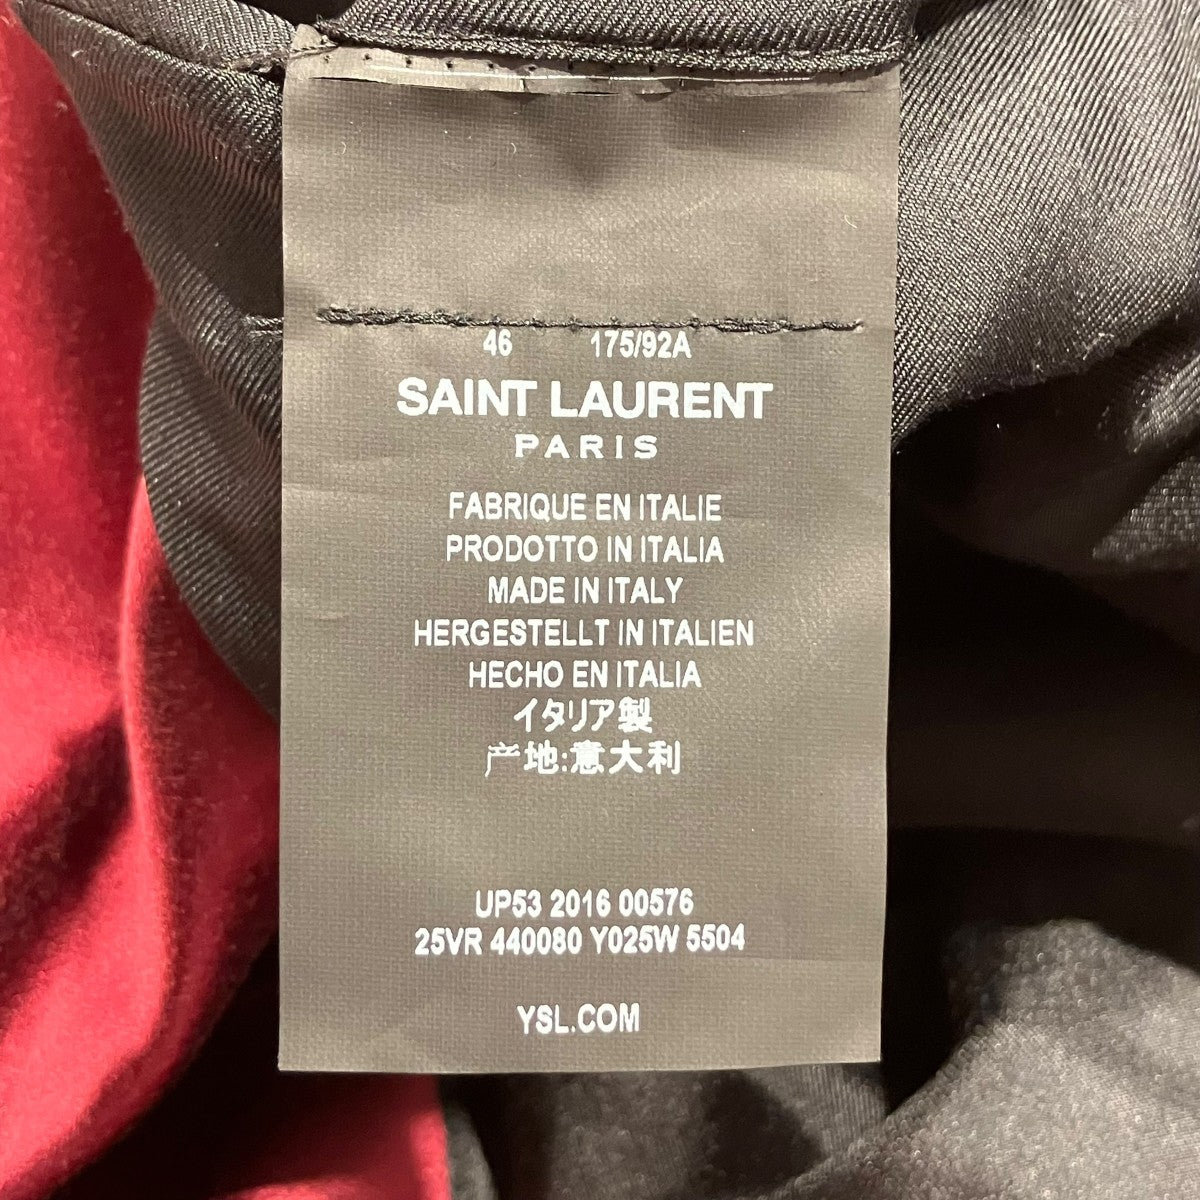 46 175/92A
SAINT LAURENT
PARIS
FABRIQUE EN ITALIE
PRODOTTO IN ITALIA
MADE IN ITALY
HERGESTELLT IN ITALIEN
HECHO EN ITALIA
イタリア製
产地:意大利
UP53 2016 00576
25VR 440080 Y025W 5504
YSL.COM